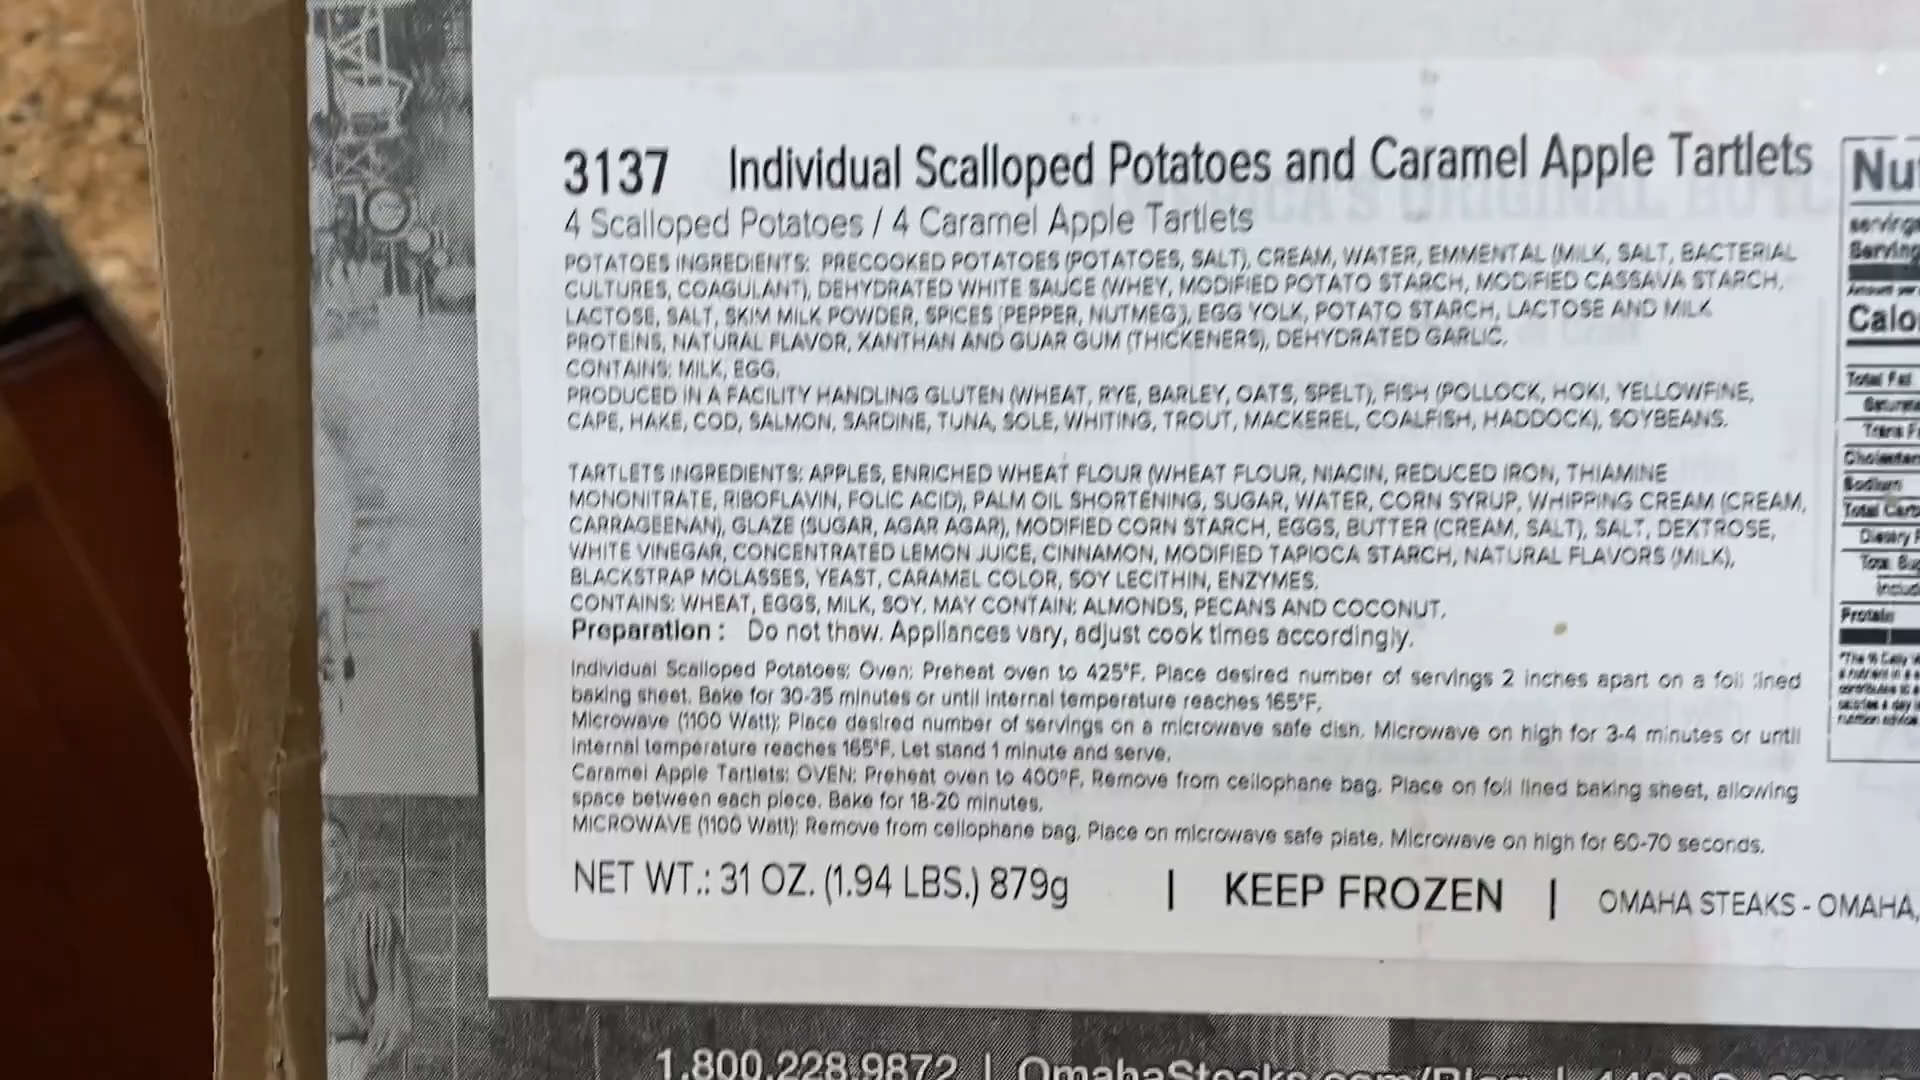 3137 Individual Scalloped Potatoes and Caramel Apple Tartlets
4 Scalloped Potatoes / 4 Caramel Apple Tartlets
POTATOES INGREDIENTS: PRECOOKED POTATOES (POTATOES, SALT), CREAM, WATER, EMMENTAL (MILK, SALT, BACTERIAL
CULTURES, COAGULANT), DEHYDRATED WHITE SAUCE (WHEY, MODIFIED POTATO STARCH, MODIFIED CASSAVA STARCH,
LACTOSE, SALT, SKIM MILK POWDER, SPICES [PEPPER, NUTMEG]), EGG YOLK, POTATO STARCH, LACTOSE AND MILK
PROTEINS, NATURAL FLAVOR, XANTHAN AND GUAR GUM (THICKENERS), DEHYDRATED GARLIC.
CONTAINS: MILK, EGG.
PRODUCED IN A FACILITY HANDLING GLUTEN (WHEAT, RYE, BARLEY, OATS, SPELT), FISH (POLLOCK, HOKI, YELLOWFINE,
CAPE, HAKE, COD, SALMON, SARDINE, TUNA, SOLE, WHITING, TROUT, MACKEREL, COALFISH, HADDOCK), SOYBEANS.
TARTLETS INGREDIENTS: APPLES, ENRICHED WHEAT FLOUR (WHEAT FLOUR, NIACIN, REDUCED IRON, THIAMINE
MONONITRATE, RIBOFLAVIN, FOLIC ACID), PALM OIL SHORTENING, SUGAR, WATER, CORN SYRUP, WHIPPING CREAM (CREAM,
CARRAGEENAN), GLAZE (SUGAR, AGAR AGAR), MODIFIED CORN STARCH, EGGS, BUTTER (CREAM, SALT), SALT, DEXTROSE,
WHITE VINEGAR, CONCENTRATED LEMON JUICE, CINNAMON, MODIFIED TAPIOCA STARCH, NATURAL FLAVORS (MILK),
BLACKSTRAP MOLASSES, YEAST, CARAMEL COLOR, SOY LECITHIN, ENZYMES.
CONTAINS: WHEAT, EGGS, MILK, SOY. MAY CONTAIN: ALMONDS, PECANS AND COCONUT.
Preparation : Do not thaw. Appliances vary, adjust cook times accordingly.
Individual Scalloped Potatoes: Oven: Preheat oven to 425°F. Place desired number of servings 2 inches apart on a foil lined
baking sheet. Bake for 30-35 minutes or until internal temperature reaches 165°F.
Microwave (1100 Watt): Place desired number of servings on a microwave safe dish. Microwave on high for 3-4 minutes or until
internal temperature reaches 165°F. Let stand 1 minute and serve.
Caramel Apple Tartlets: OVEN: Preheat oven to 400°F. Remove from cellophane bag. Place on foil lined baking sheet, allowing
space between each piece. Bake for 18-20 minutes.
MICROWAVE (1100 Watt): Remove from cellophane bag. Place on microwave safe plate. Microwave on high for 60-70 seconds.
NET WT.: 31 OZ. (1.94 LBS.) 879g | KEEP FROZEN | OMAHA STEAKS - OMAHA,
Nut
servings
Serving
Calo
Total Fat
Trans F
Sodium
Total Carb
Dietary F
Includ
Protein
1.800.228.9872 | OmahaSteaks.com/Blog |